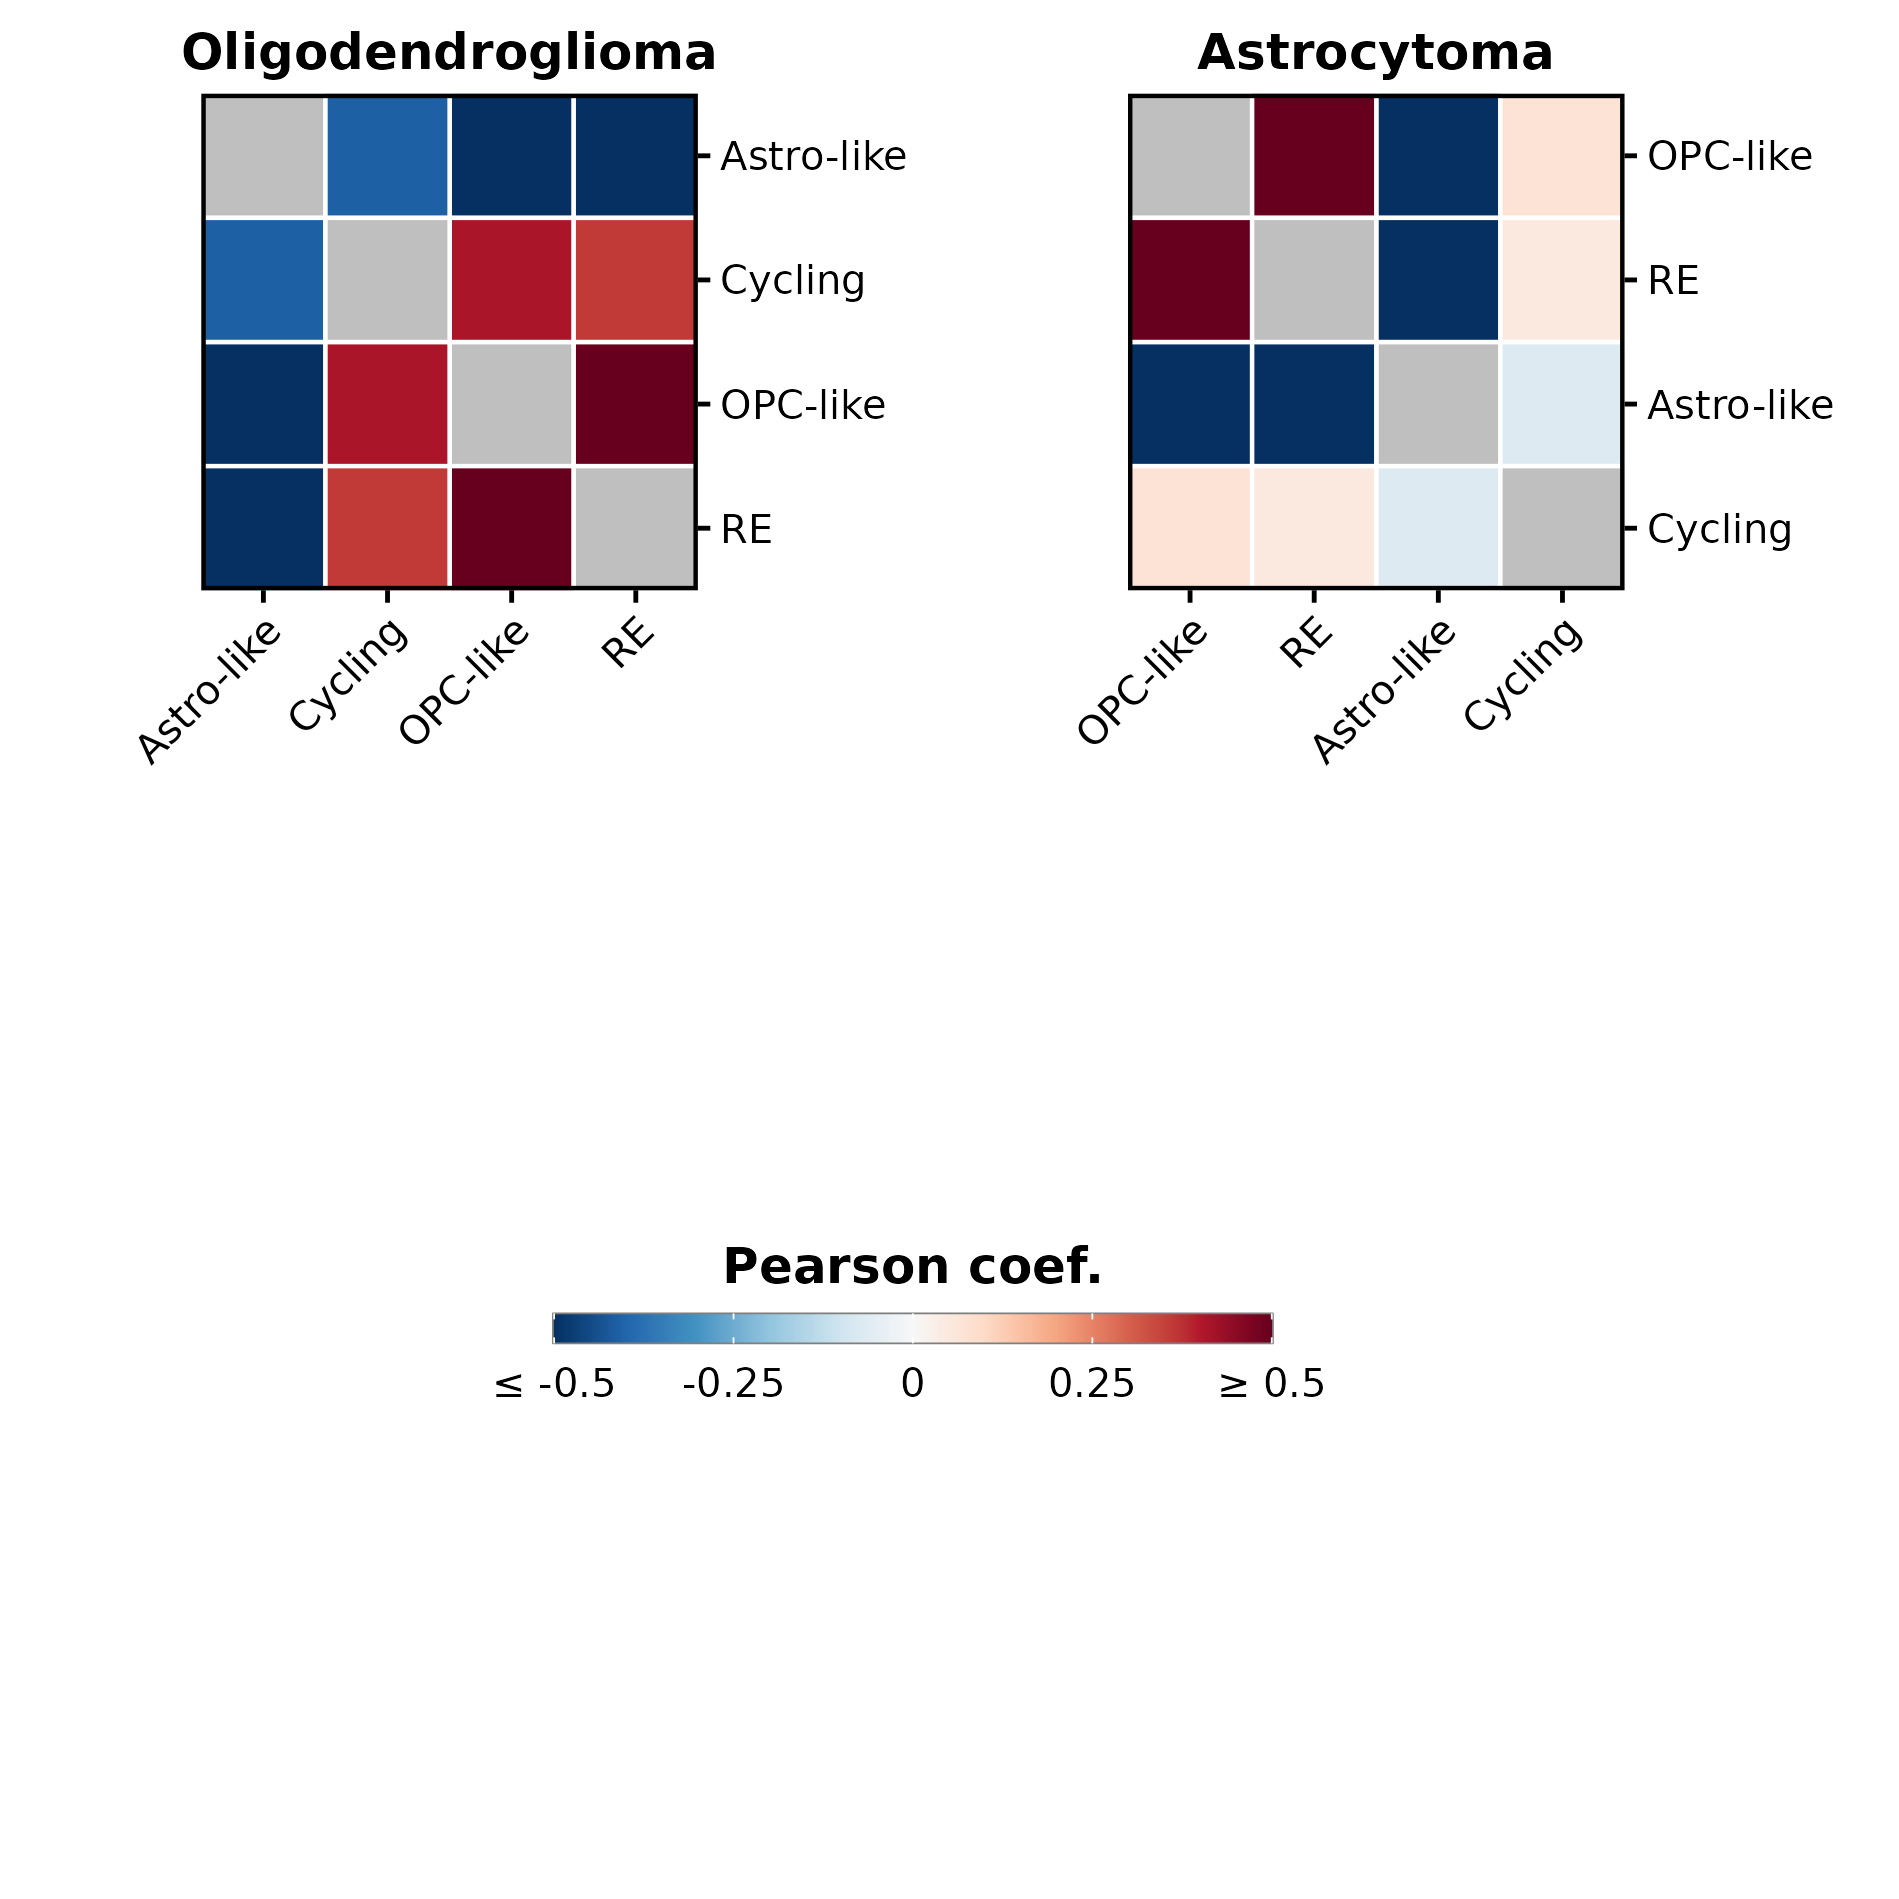 Oligodendroglioma
Astro-like
Cycling
OPC-like
RE
Astro-like
Cycling
OPC-like
RE
Astrocytoma
OPC-like
RE
Astro-like
Cycling
OPC-like
RE
Astro-like
Cycling
Pearson coef.
≤ -0.5 -0.25 0 0.25 ≥ 0.5